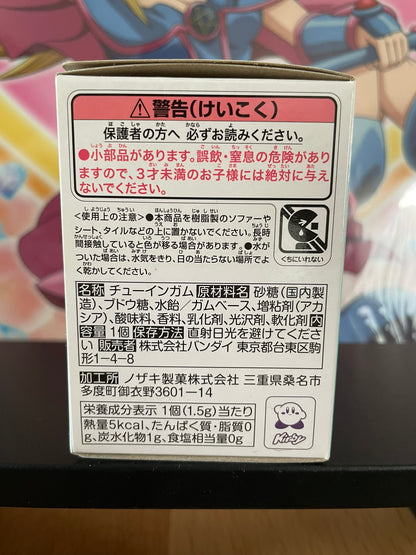 ⚠警告(けいこく)
保護者の方へ 必ずお読みください。
●小部品があります。誤飲・窒息の危険があり
ますので、3才未満のお子様には絶対に与え
ないでください。
<使用上の注意>●本商品を樹脂製のソファーや
シート、タイルなどの上に置かないでください。長時
間接触していると色が移る場合があります。●水が
ついた場合は、水気をきり、日の当たらない場所でよ
く乾かしてください。
くちにいれない
名称 チューインガム 原材料名 砂糖(国内製
造)、ブドウ糖、水飴/ガムベース、増粘剤(アカ
シア)、酸味料、香料、乳化剤、光沢剤、軟化剤 内
容量 1個 保存方法 直射日光を避けてくださ
い 販売者 株式会社バンダイ 東京都台東区駒
形1-4-8
加工所 ノザキ製菓株式会社 三重県桑名市
多度町御衣野3601-14
栄養成分表示 1個(1.5g)当たり
熱量5kcal、たんぱく質・脂質0
g、炭水化物1g、食塩相当量0g
Kirby